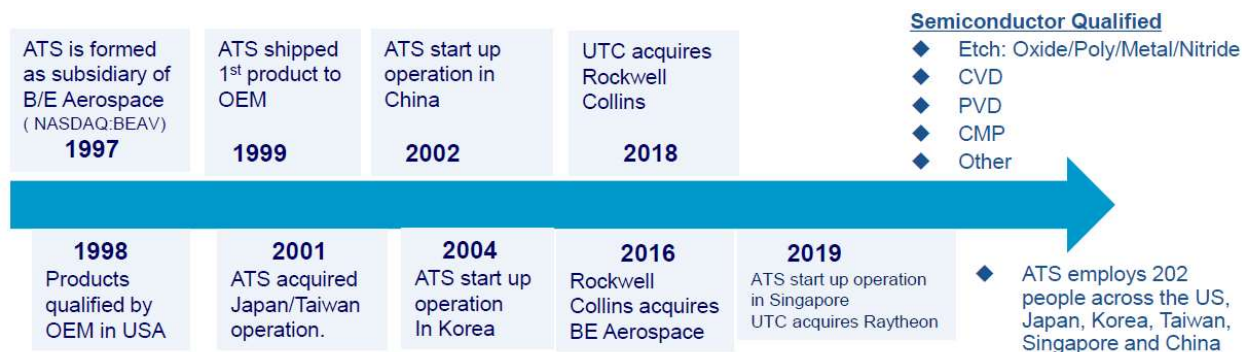 ATS is formed
as subsidiary of
B/E Aerospace
( NASDAQ:BEAV)
1997
ATS shipped
1st product to
OEM
1999
ATS start up
operation in
China
2002
UTC acquires
Rockwell
Collins
2018
Semiconductor Qualified
◆ Etch: Oxide/Poly/Metal/Nitride
◆ CVD
◆ PVD
◆ CMP
◆ Other
1998
Products
qualified by
OEM in USA
2001
ATS acquired
Japan/Taiwan
operation.
2004
ATS start up
operation
In Korea
2016
Rockwell
Collins acquires
BE Aerospace
2019
ATS start up operation
in Singapore
UTC acquires Raytheon
◆ ATS employs 202
people across the US,
Japan, Korea, Taiwan,
Singapore and China